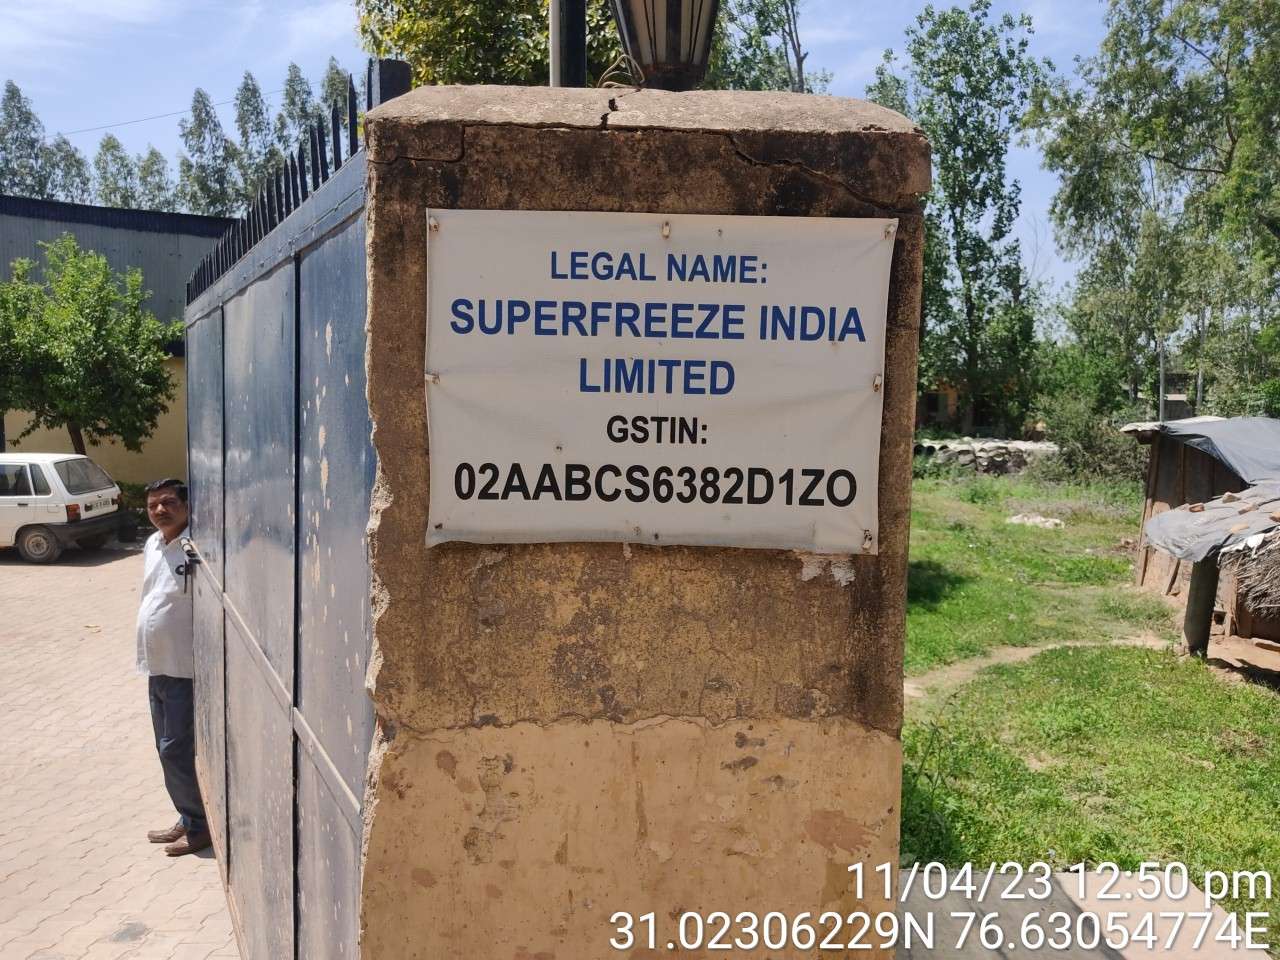 LEGAL NAME:
SUPERFREEZE INDIA
LIMITED
GSTIN:
02AABCS6382D1ZO
11/04/23 12:50 pm
31.02306229N 76.63054774E